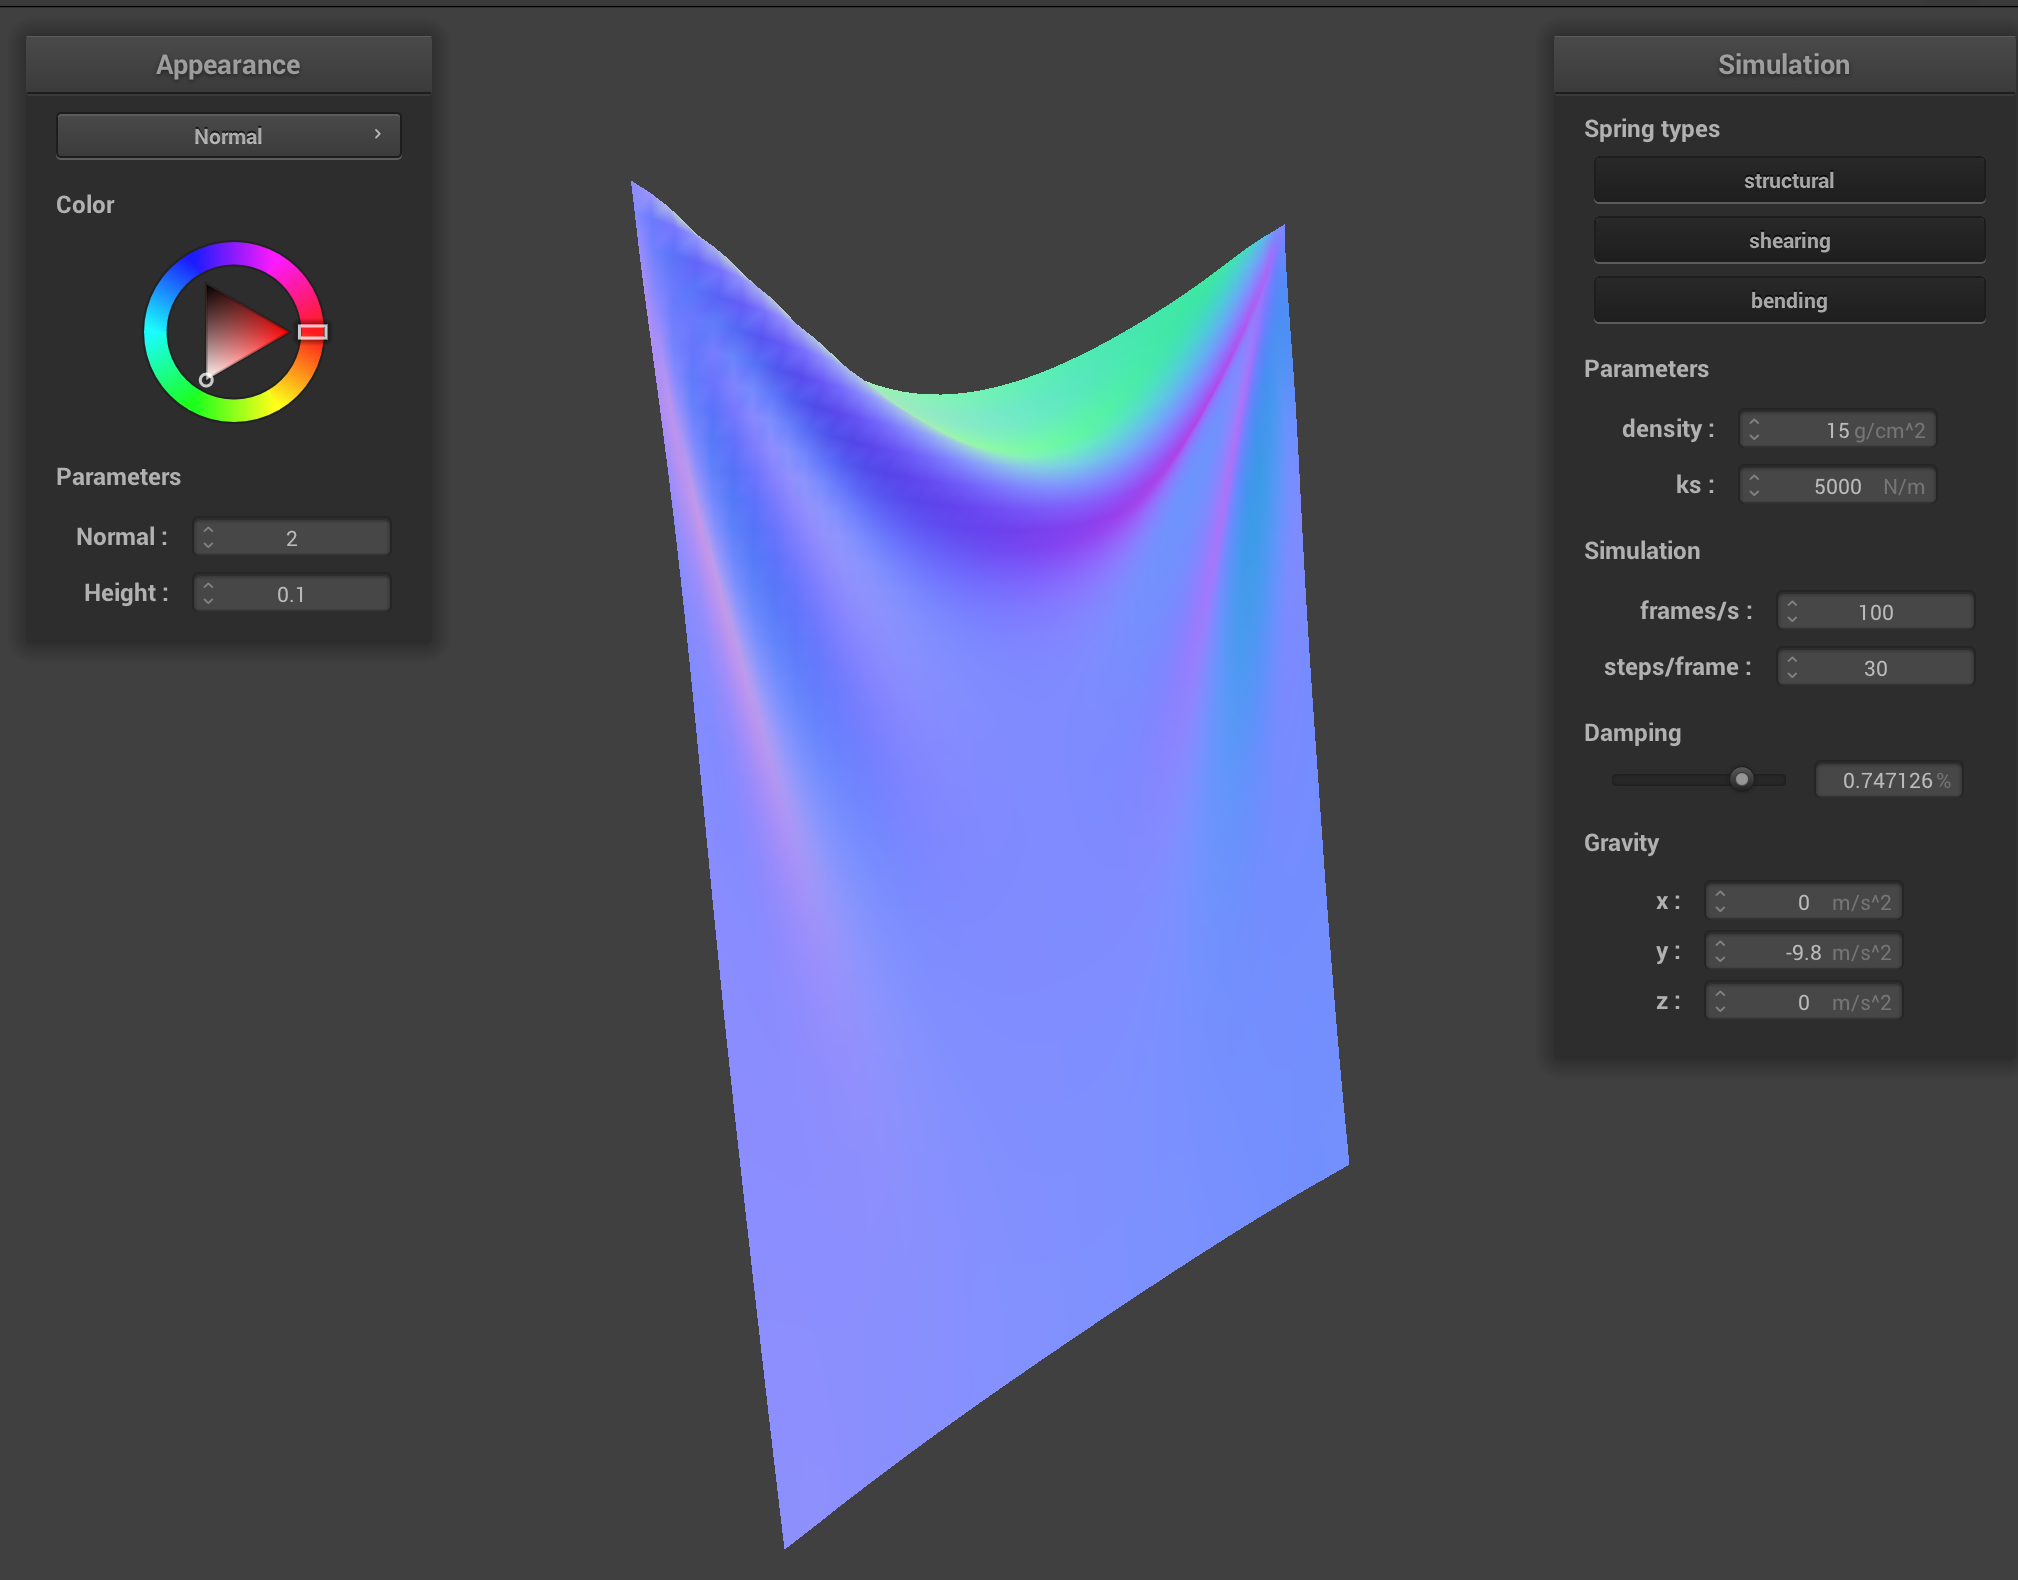 Appearance
Normal
Color
Parameters
Normal : 2
Height : 0.1
Simulation
Spring types
structural
shearing
bending
Parameters
density : 15 g/cm^2
ks : 5000 N/m
Simulation
frames/s : 100
steps/frame : 30
Damping
0.747126 %
Gravity
x : 0 m/s^2
y : -9.8 m/s^2
z : 0 m/s^2